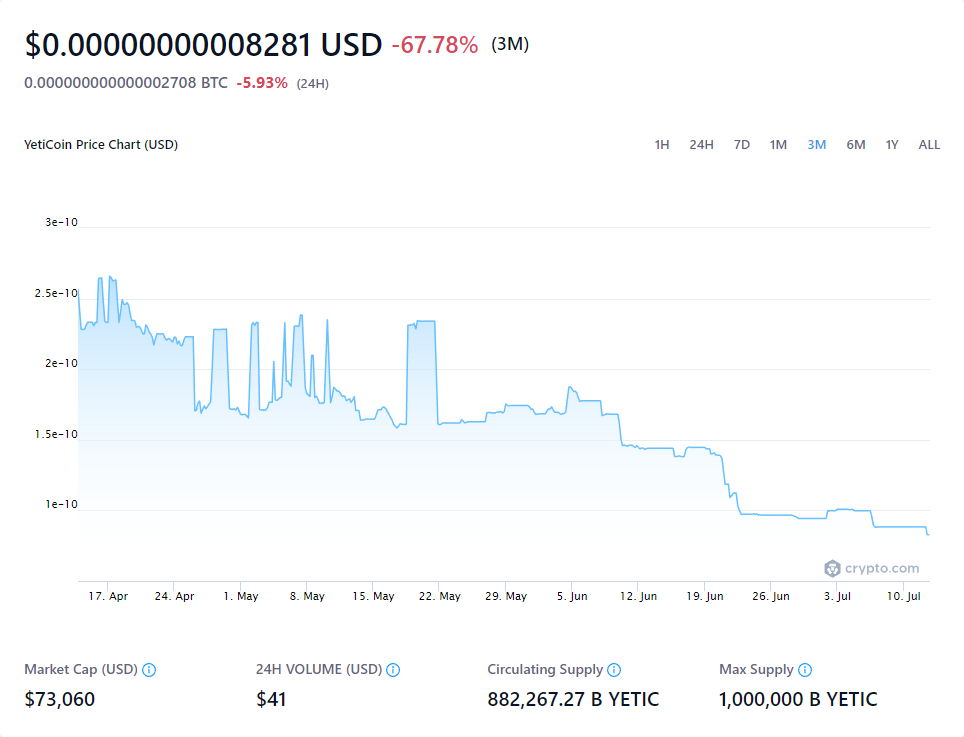 $0.00000000008281 USD -67.78% (3M)
0.000000000000002708 BTC -5.93% (24H)
YetiCoin Price Chart (USD) 1H 24H 7D 1M 3M 6M 1Y ALL
3e-10
2.5e-10
2e-10
1.5e-10
1e-10
crypto.com
17. Apr 24. Apr 1. May 8. May 15. May 22. May 29. May 5. Jun 12. Jun 19. Jun 26. Jun 3. Jul 10. Jul
Market Cap (USD) 24H VOLUME (USD) Circulating Supply Max Supply
$73,060 $41 882,267.27 B YETIC 1,000,000 B YETIC